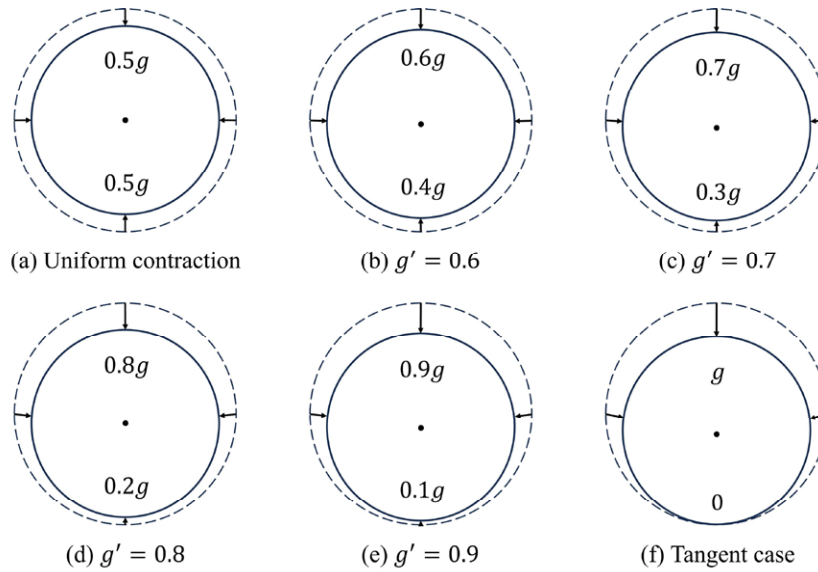 0.5g
0.5g
(a) Uniform contraction
0.6g
0.4g
(b) g′ = 0.6
0.7g
0.3g
(c) g′ = 0.7
0.8g
0.2g
(d) g′ = 0.8
0.9g
0.1g
(e) g′ = 0.9
g
0
(f) Tangent case